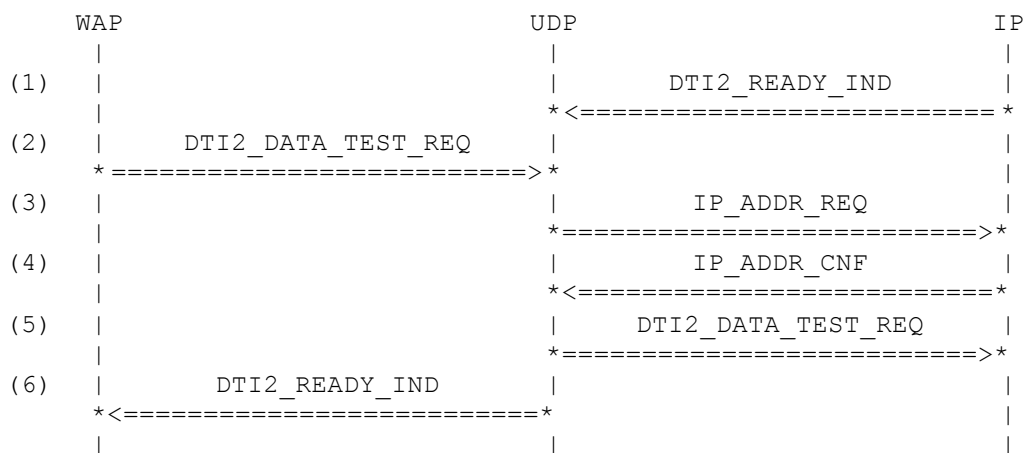 WAP UDP IP
| | |
(1) | | DTI2_READY_IND |
| *<========================== *
(2) | DTI2_DATA_TEST_REQ | |
* ==========================>* |
(3) | | IP_ADDR_REQ |
| *==========================>*
(4) | | IP_ADDR_CNF |
| *<==========================*
(5) | | DTI2_DATA_TEST_REQ |
| *==========================>*
(6) | DTI2_READY_IND | |
*<==========================* |
| | |